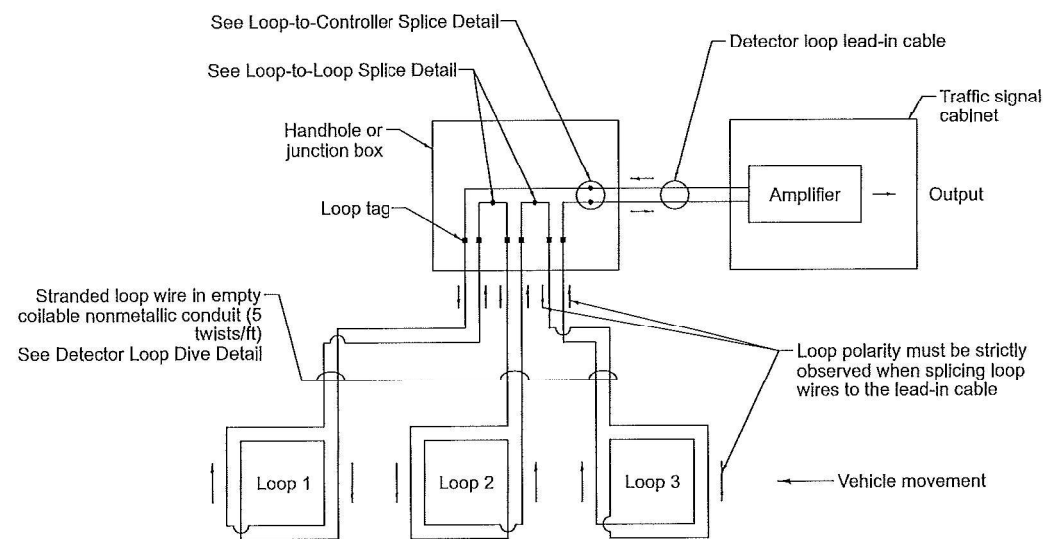 See Loop-to-Controller Splice Detail
Detector loop lead-in cable
See Loop-to-Loop Splice Detail
Traffic signal
cabinet
Handhole or
junction box
Loop tag
Amplifier
Output
Stranded loop wire in empty
coilable nonmetallic conduit (5
twists/ft)
See Detector Loop Dive Detail
Loop polarity must be strictly
observed when splicing loop
wires to the lead-in cable
Loop 1
Loop 2
Loop 3
Vehicle movement